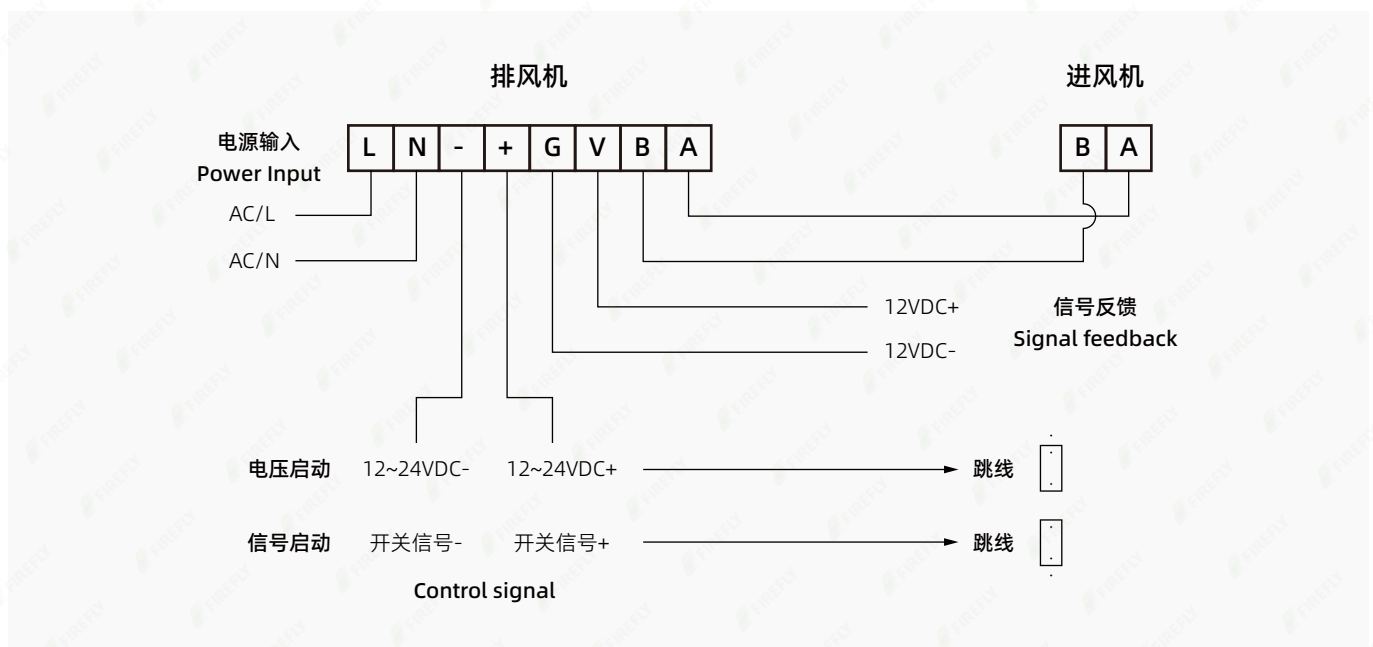 排风机
进风机
电源输入
Power Input
L N - + G V B A
B A
AC/L
AC/N
12VDC+
12VDC-
信号反馈
Signal feedback
电压启动 12~24VDC- 12~24VDC+ 跳线
信号启动 开关信号- 开关信号+ 跳线
Control signal
FIREFLY